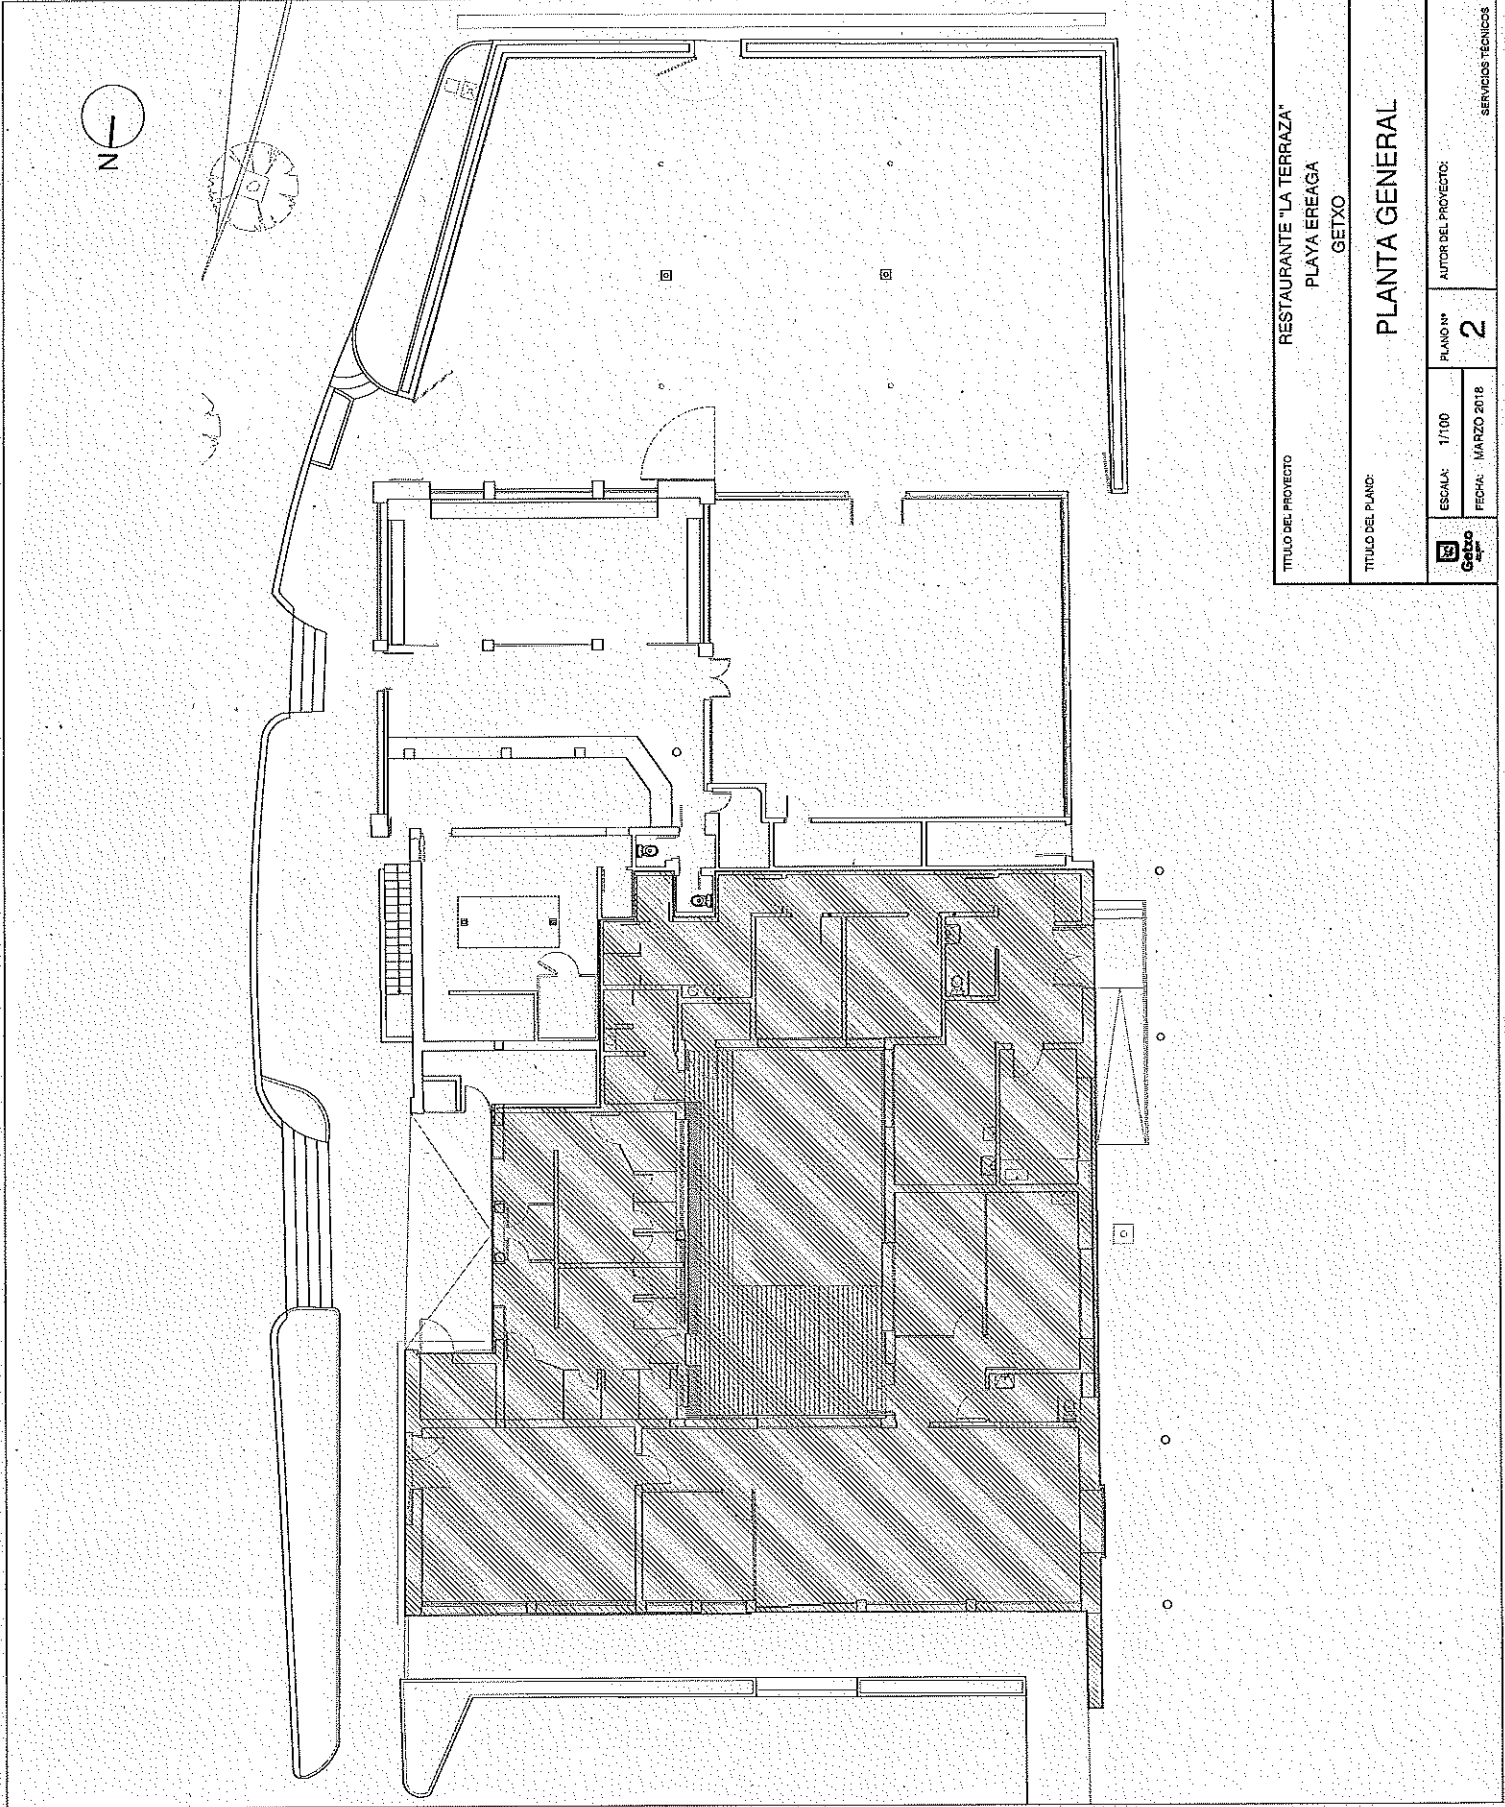 N
TITULO DEL PROYECTO
RESTAURANTE "LA TERRAZA"
PLAYA EREAGA
GETXO
TITULO DEL PLANO:
PLANTA GENERAL
Getxo
ESCALA: 1/100
FECHA: MARZO 2018
PLANO Nº
2
AUTOR DEL PROYECTO:
SERVICIOS TÉCNICOS